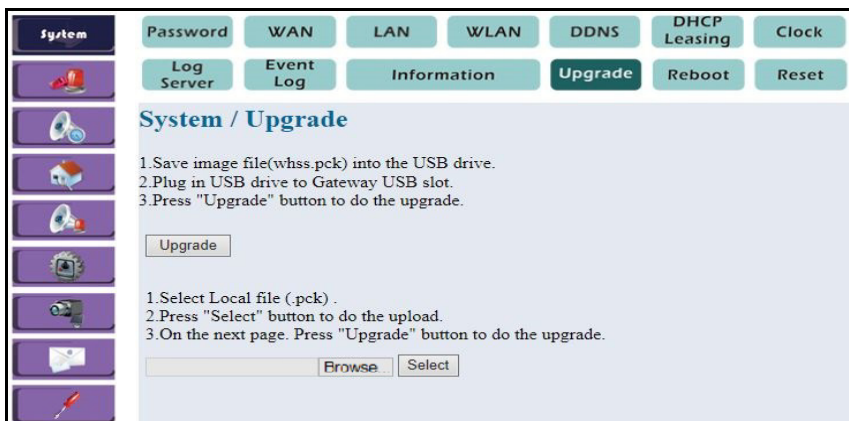 System
Password WAN LAN WLAN DDNS DHCP Leasing Clock
Log Server Event Log Information Upgrade Reboot Reset
System / Upgrade
1.Save image file(whss.pck) into the USB drive.
2.Plug in USB drive to Gateway USB slot.
3.Press "Upgrade" button to do the upgrade.
Upgrade
1.Select Local file (.pck) .
2.Press "Select" button to do the upload.
3.On the next page. Press "Upgrade" button to do the upgrade.
Browse... Select